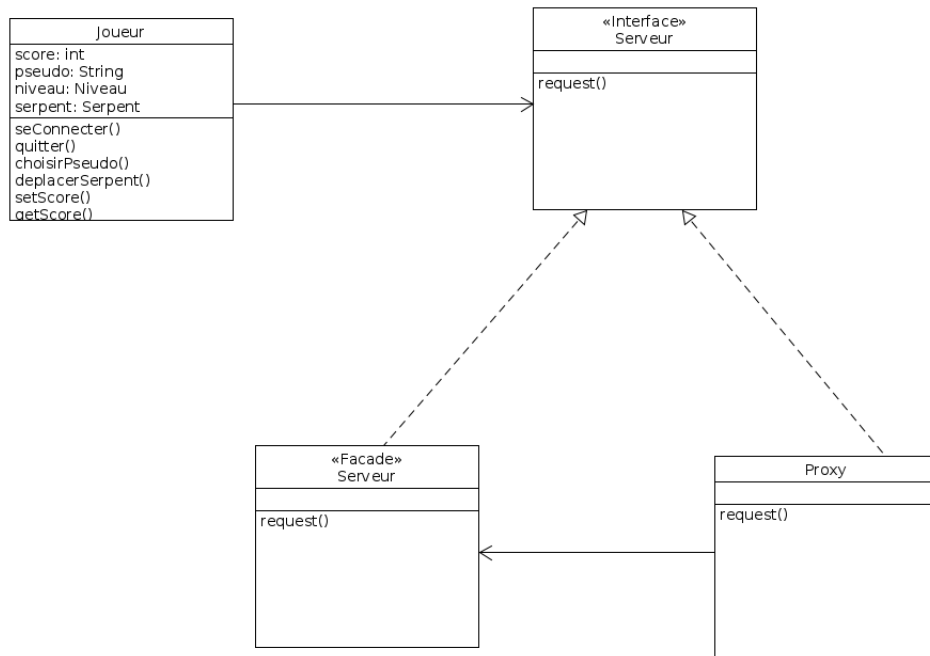 Joueur
score: int
pseudo: String
niveau: Niveau
serpent: Serpent
seConnecter()
quitter()
choisirPseudo()
deplacerSerpent()
setScore()
getScore()
«Interface»
Serveur
request()
«Facade»
Serveur
request()
Proxy
request()